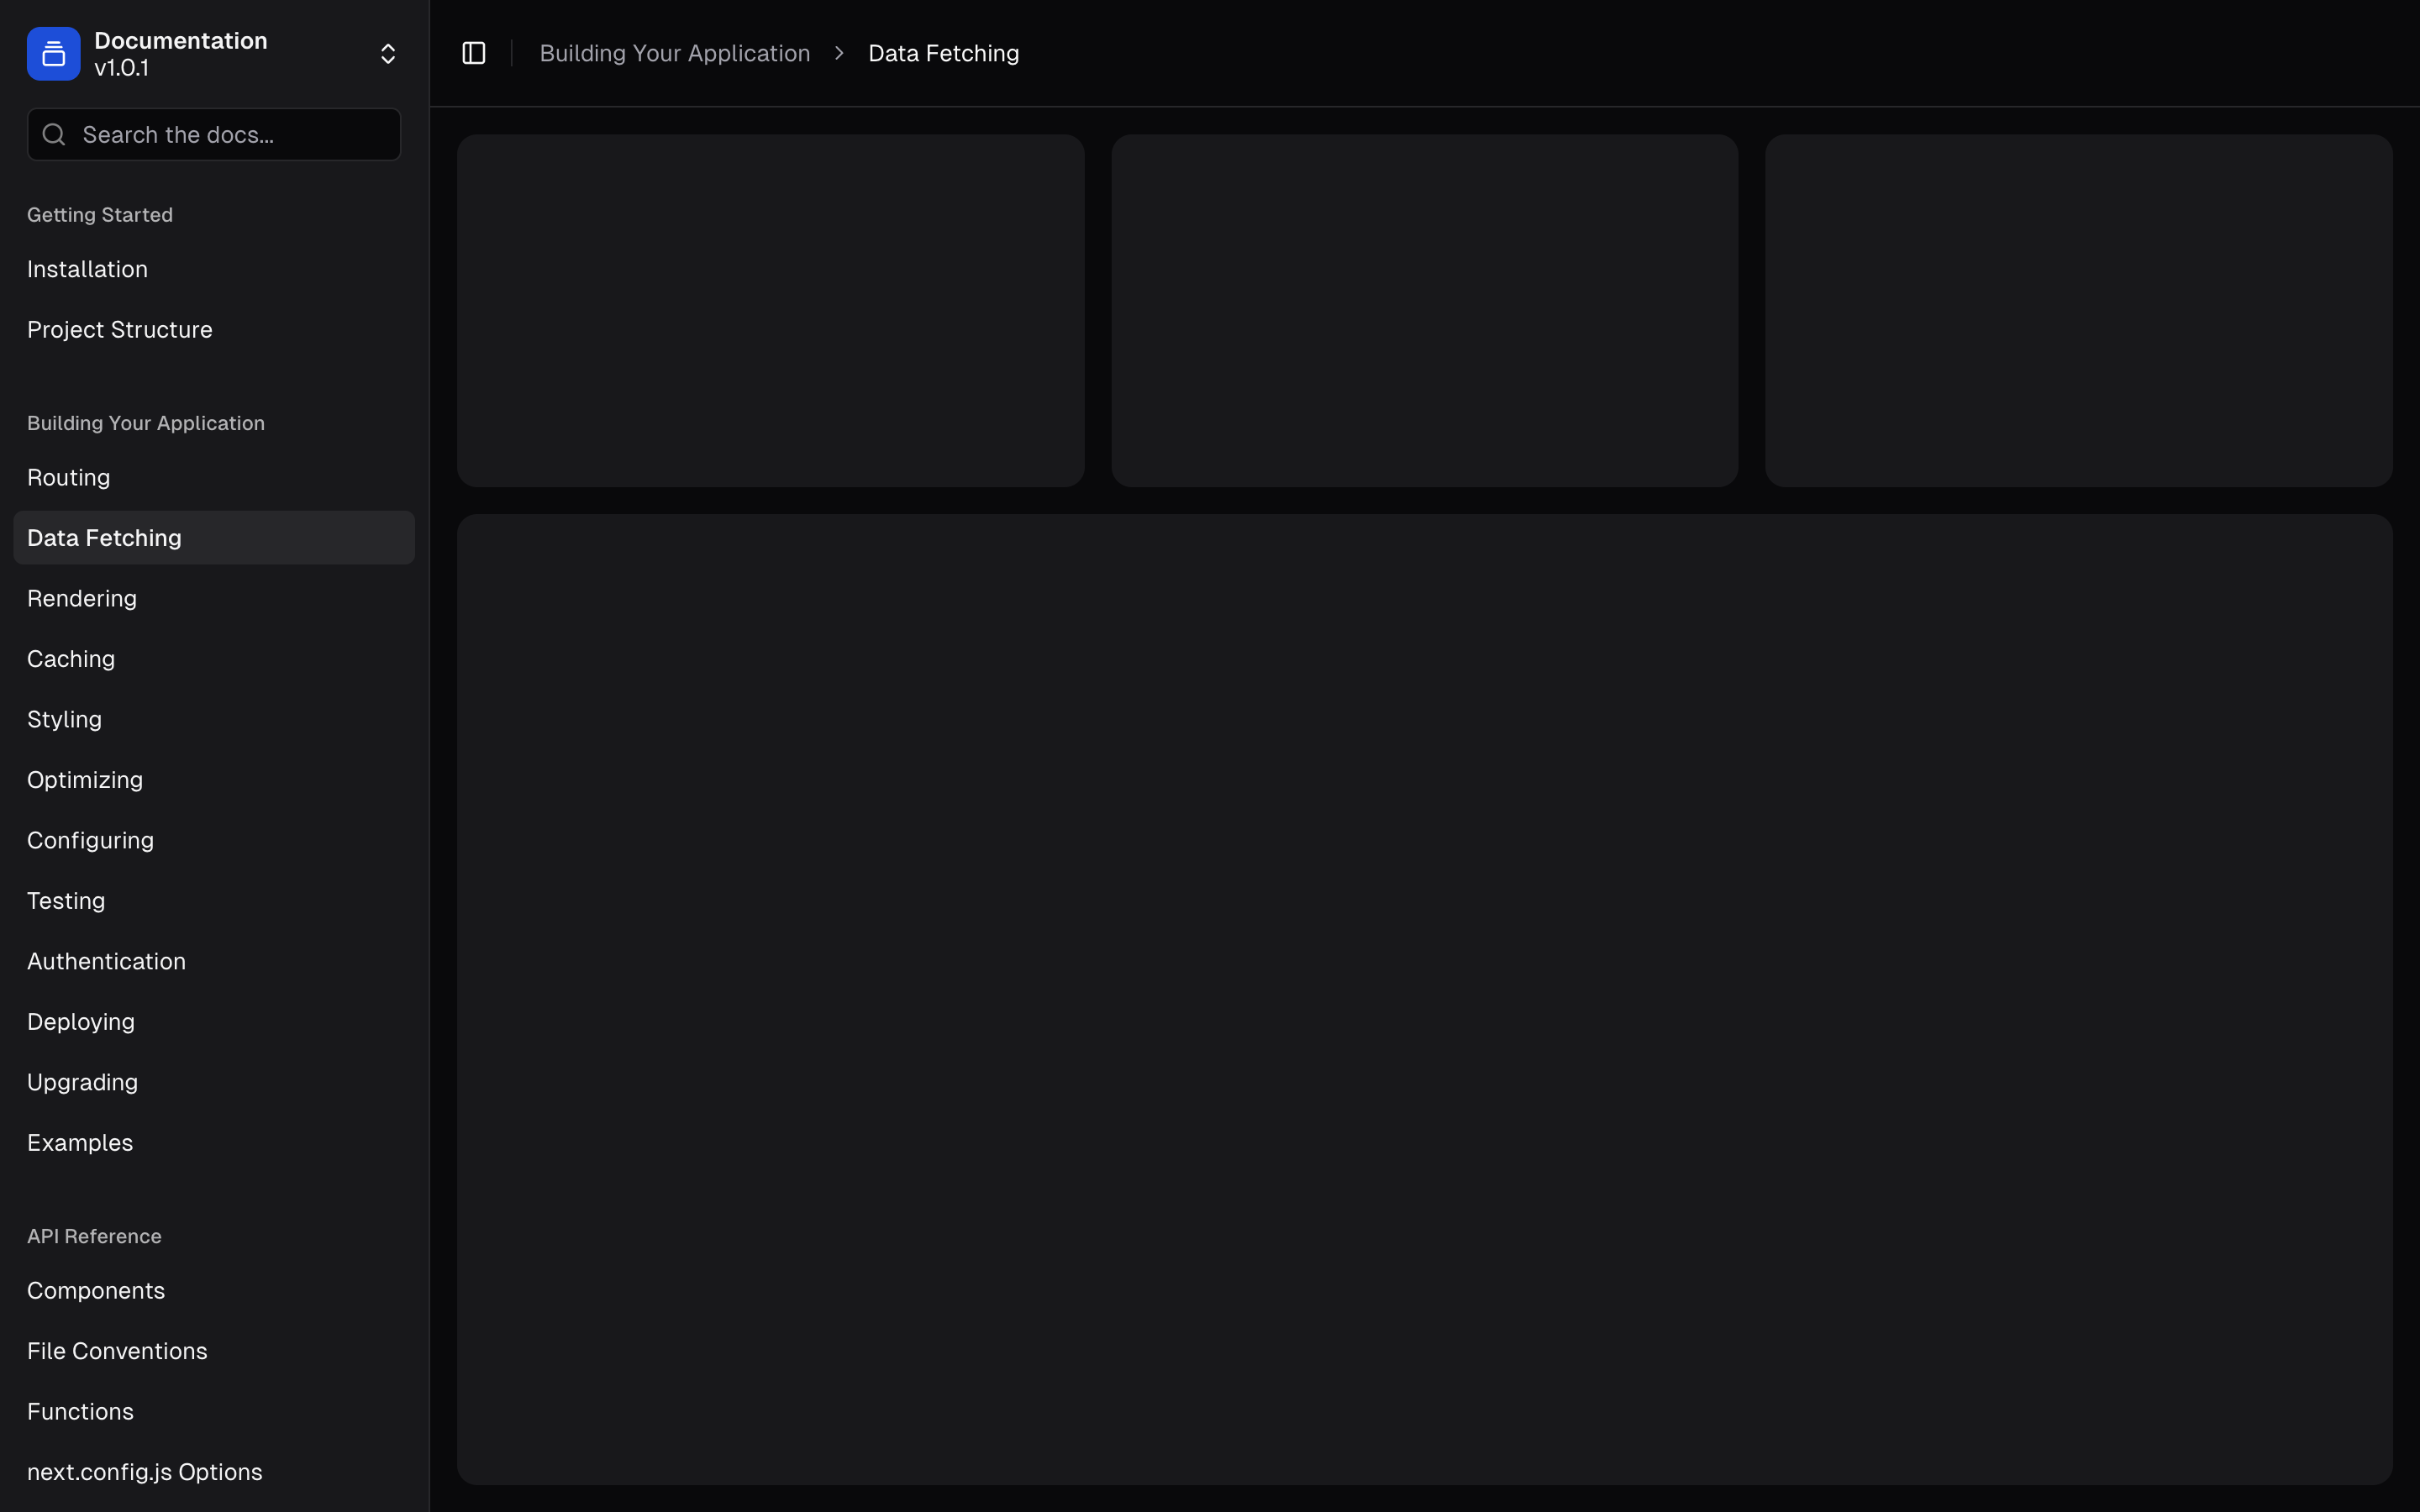 Documentation
v1.0.1
Search the docs...
Getting Started
Installation
Project Structure
Building Your Application
Routing
Data Fetching
Rendering
Caching
Styling
Optimizing
Configuring
Testing
Authentication
Deploying
Upgrading
Examples
API Reference
Components
File Conventions
Functions
next.config.js Options
Building Your Application > Data Fetching